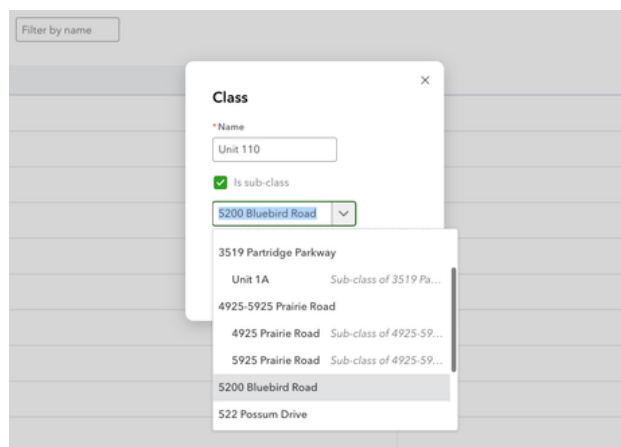 Filter by name
Class
*Name
Unit 110
Is sub-class
5200 Bluebird Road
3519 Partridge Parkway
Unit 1A Sub-class of 3519 Pa...
4925-5925 Prairie Road
4925 Prairie Road Sub-class of 4925-59...
5925 Prairie Road Sub-class of 4925-59...
5200 Bluebird Road
522 Possum Drive